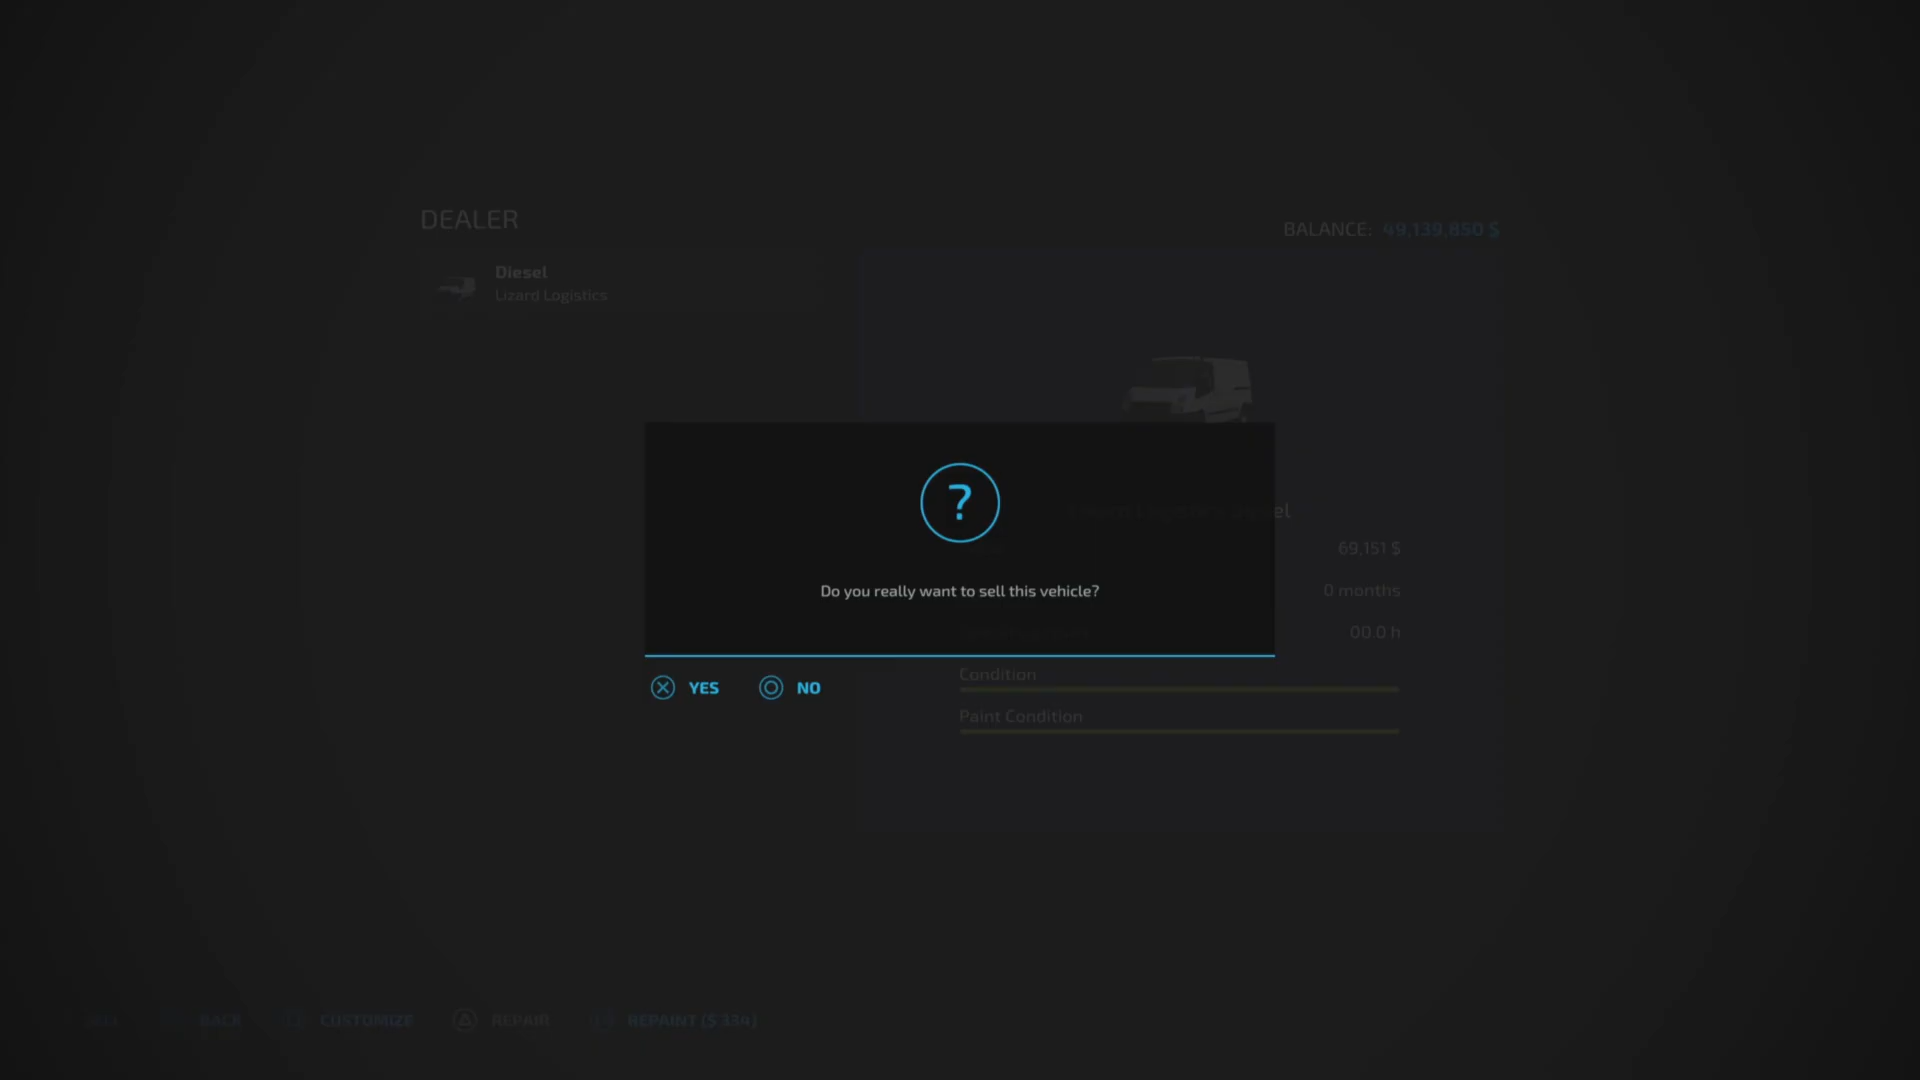 DEALER
BALANCE: 49,139,850 $
Diesel
Lizard Logistics
?
69,151 $
Do you really want to sell this vehicle?
0 months
00.0 h
Condition
YES
NO
Paint Condition
SELL
BACK
CUSTOMIZE
REPAIR
REPAINT ($ 334)